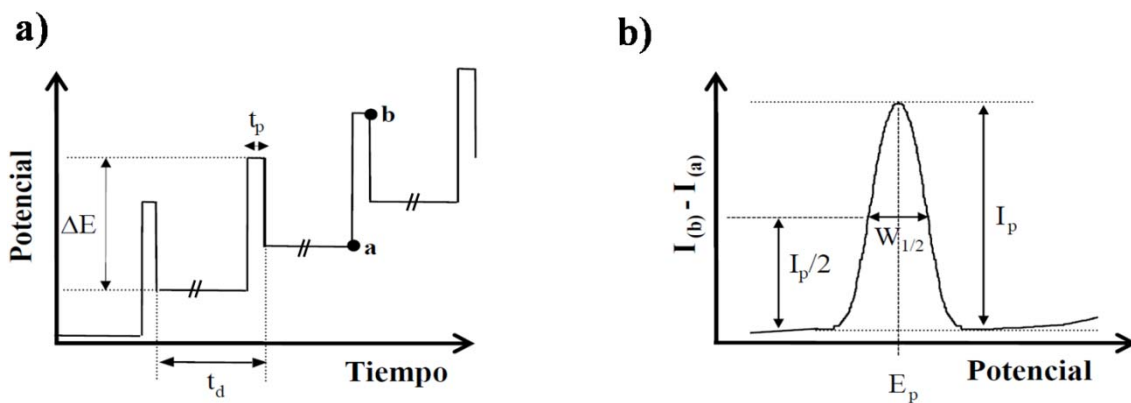 a)
Potencial
ΔE
t_p
b
a
t_d
Tiempo
b)
I_(b) - I_(a)
I_p/2
W_1/2
I_p
E_p
Potencial